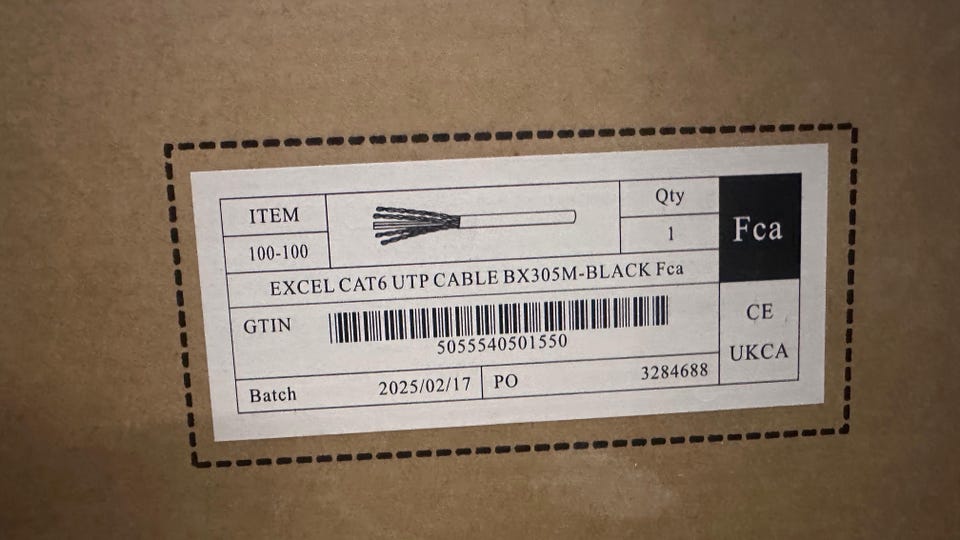 ITEM
Qty
Fca
100-100
1
EXCEL CAT6 UTP CABLE BX305M-BLACK Fca
GTIN
5055540501550
CE
UKCA
Batch 2025/02/17 PO 3284688